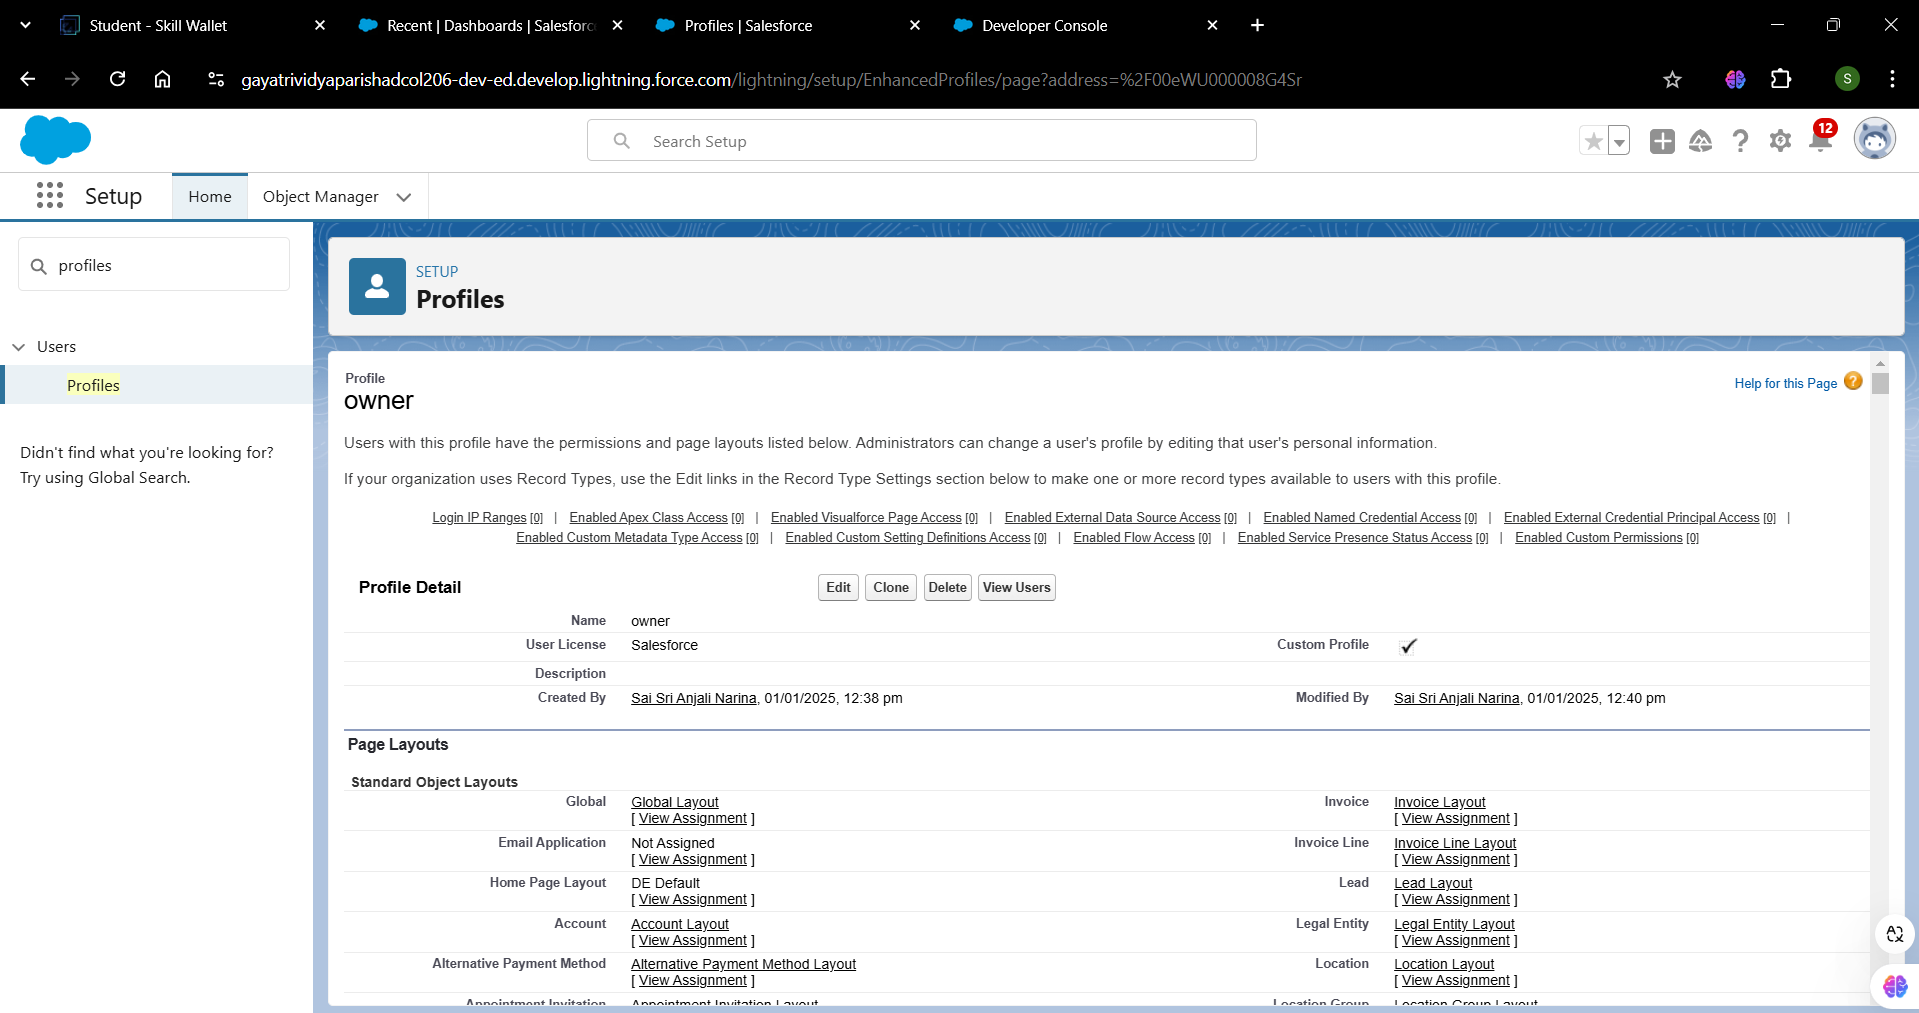 Student - Skill Wallet
Recent | Dashboards | Salesforc
Profiles | Salesforce
Developer Console
gayatrividyaparishadcol206-dev-ed.develop.lightning.force.com/lightning/setup/EnhancedProfiles/page?address=%2F00eWU000008G4Sr
S
Search Setup
12
Setup
Home
Object Manager
profiles
Users
Profiles
Didn't find what you're looking for?
Try using Global Search.
SETUP
Profiles
Profile
owner
Help for this Page
Users with this profile have the permissions and page layouts listed below. Administrators can change a user's profile by editing that user's personal information.
If your organization uses Record Types, use the Edit links in the Record Type Settings section below to make one or more record types available to users with this profile.
Login IP Ranges [0] | Enabled Apex Class Access [0] | Enabled Visualforce Page Access [0] | Enabled External Data Source Access [0] | Enabled Named Credential Access [0] | Enabled External Credential Principal Access [0] |
Enabled Custom Metadata Type Access [0] | Enabled Custom Setting Definitions Access [0] | Enabled Flow Access [0] | Enabled Service Presence Status Access [0] | Enabled Custom Permissions [0]
Profile Detail Edit Clone Delete View Users
Name owner
User License Salesforce Custom Profile
Description
Created By Sai Sri Anjali Narina, 01/01/2025, 12:38 pm Modified By Sai Sri Anjali Narina, 01/01/2025, 12:40 pm
Page Layouts
Standard Object Layouts
Global Global Layout Invoice Invoice Layout
[ View Assignment ] [ View Assignment ]
Email Application Not Assigned Invoice Line Invoice Line Layout
[ View Assignment ] [ View Assignment ]
Home Page Layout DE Default Lead Lead Layout
[ View Assignment ] [ View Assignment ]
Account Account Layout Legal Entity Legal Entity Layout
[ View Assignment ] [ View Assignment ]
Alternative Payment Method Alternative Payment Method Layout Location Location Layout
[ View Assignment ] [ View Assignment ]
Appointment Invitation Appointment Invitation Layout Location Group Location Group Layout